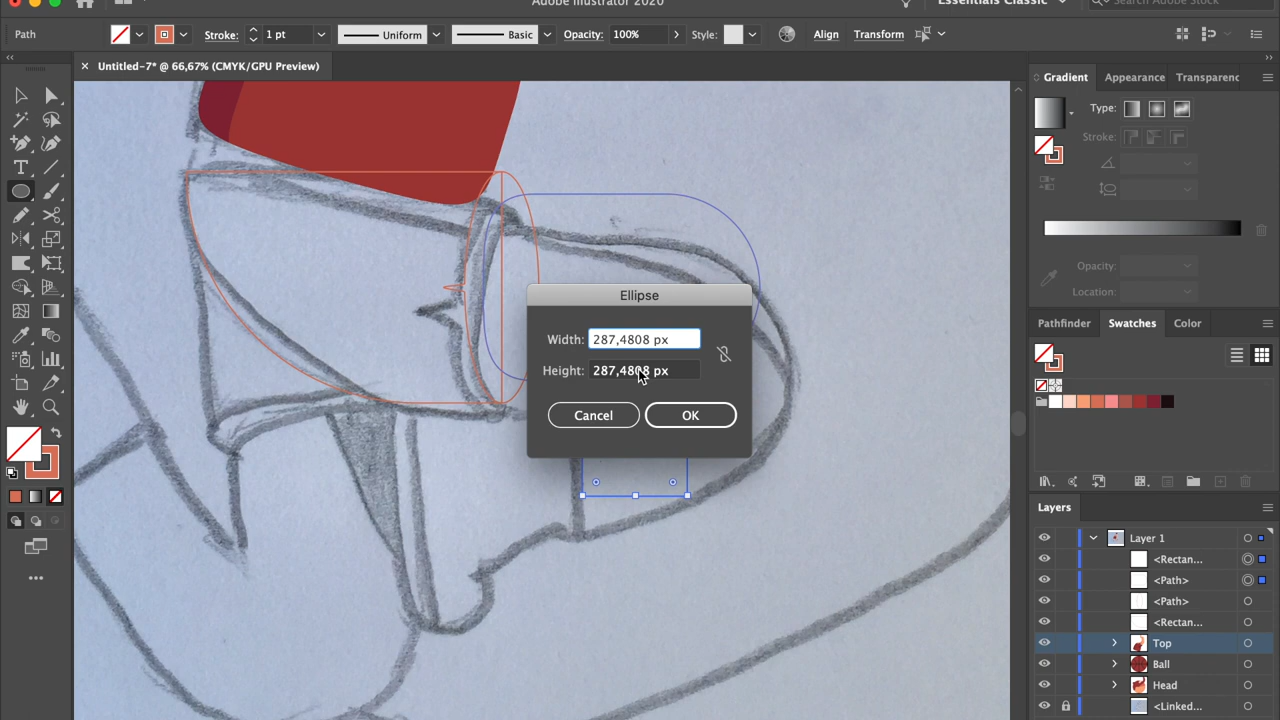 Adobe Illustrator 2020
Essentials Classic
Search Adobe Stock
Path
Stroke:
1 pt
Uniform
Basic
Opacity:
100%
Style:
Align
Transform
Untitled-7* @ 66,67% (CMYK/GPU Preview)
Gradient
Appearance
Transparenc
Type:
Stroke:
Opacity:
Location:
Ellipse
Width:
287,4808 px
Height:
287,4808 px
Cancel
OK
Pathfinder
Swatches
Color
Layers
Layer 1
<Rectan...
<Path>
<Path>
<Rectan...
Top
Ball
Head
<Linked...